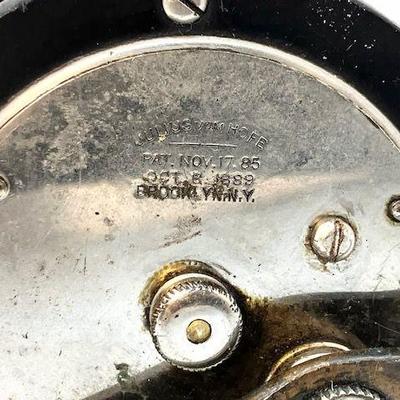 JULIUS VOM HOFE
PAT. NOV. 17. 85
OCT. 8. 1889
BROOKLYN. N.Y.